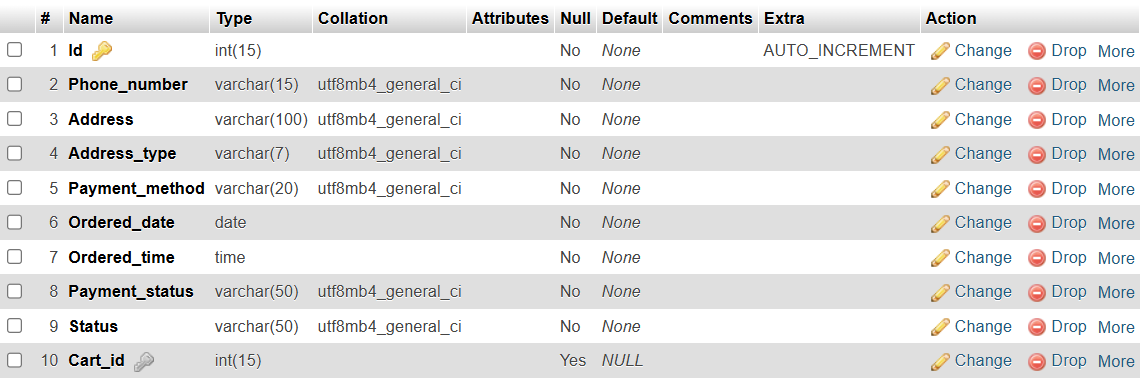 # Name Type Collation Attributes Null Default Comments Extra Action
1 Id int(15) No None AUTO_INCREMENT Change Drop More
2 Phone_number varchar(15) utf8mb4_general_ci No None Change Drop More
3 Address varchar(100) utf8mb4_general_ci No None Change Drop More
4 Address_type varchar(7) utf8mb4_general_ci No None Change Drop More
5 Payment_method varchar(20) utf8mb4_general_ci No None Change Drop More
6 Ordered_date date No None Change Drop More
7 Ordered_time time No None Change Drop More
8 Payment_status varchar(50) utf8mb4_general_ci No None Change Drop More
9 Status varchar(50) utf8mb4_general_ci No None Change Drop More
10 Cart_id int(15) Yes NULL Change Drop More